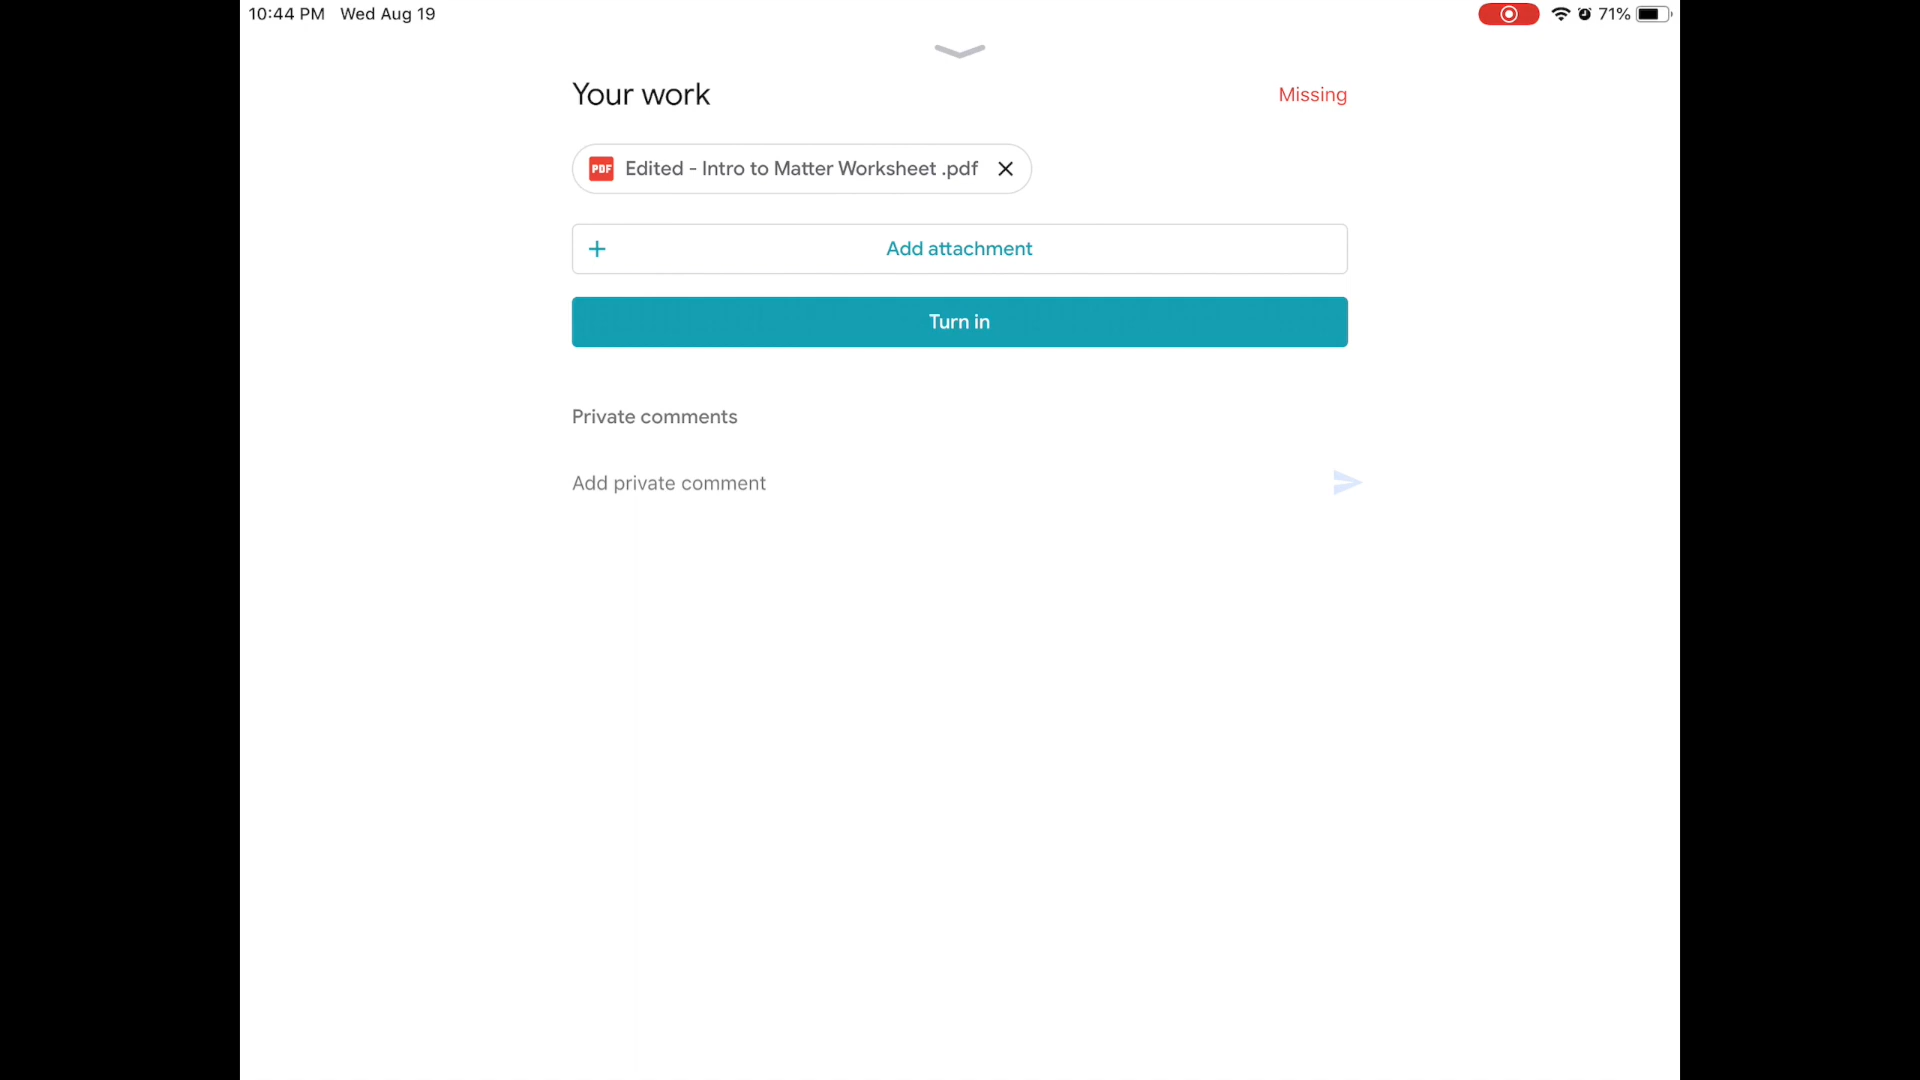 10:44 PM Wed Aug 19 71%
Your work Missing
PDF Edited - Intro to Matter Worksheet .pdf
Add attachment
Turn in
Private comments
Add private comment